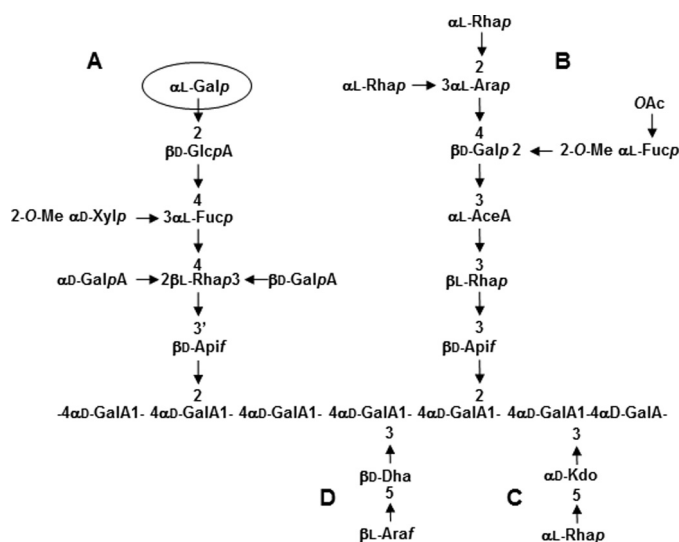 αL-Rhap
A
B
αL-Galp
2
αL-Rhap
3αL-Arap
OAc
2
4
βD-GlcpA
βD-Galp 2
2-O-Me αL-Fucp
4
3
2-O-Me αD-Xylp
3αL-Fucp
αL-AceA
4
3
αD-GalpA
2βL-Rhap3
βD-GalpA
βL-Rhap
3’
3
βD-Apif
βD-Apif
2
2
-4αD-GalA1- 4αD-GalA1- 4αD-GalA1- 4αD-GalA1- 4αD-GalA1- 4αD-GalA1-4αD-GalA-
3
3
βD-Dha
αD-Kdo
D
5
C
5
βL-Araf
αL-Rhap